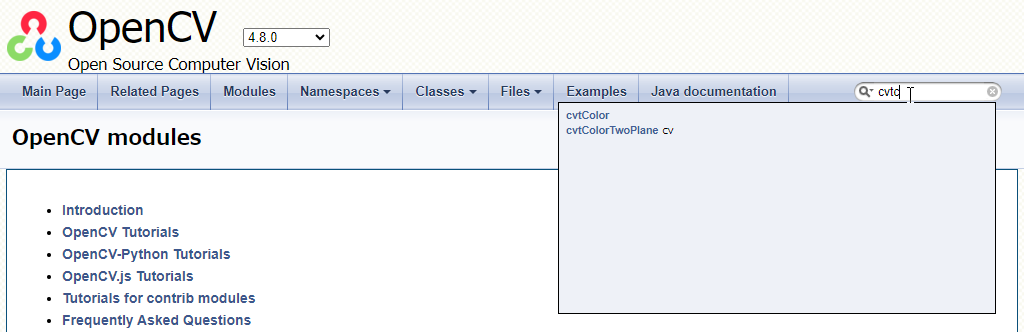 OpenCV 4.8.0
Open Source Computer Vision
Main Page Related Pages Modules Namespaces Classes Files Examples Java documentation cvtc
cvtColor
cvtColorTwoPlane cv
OpenCV modules
Introduction
OpenCV Tutorials
OpenCV-Python Tutorials
OpenCV.js Tutorials
Tutorials for contrib modules
Frequently Asked Questions